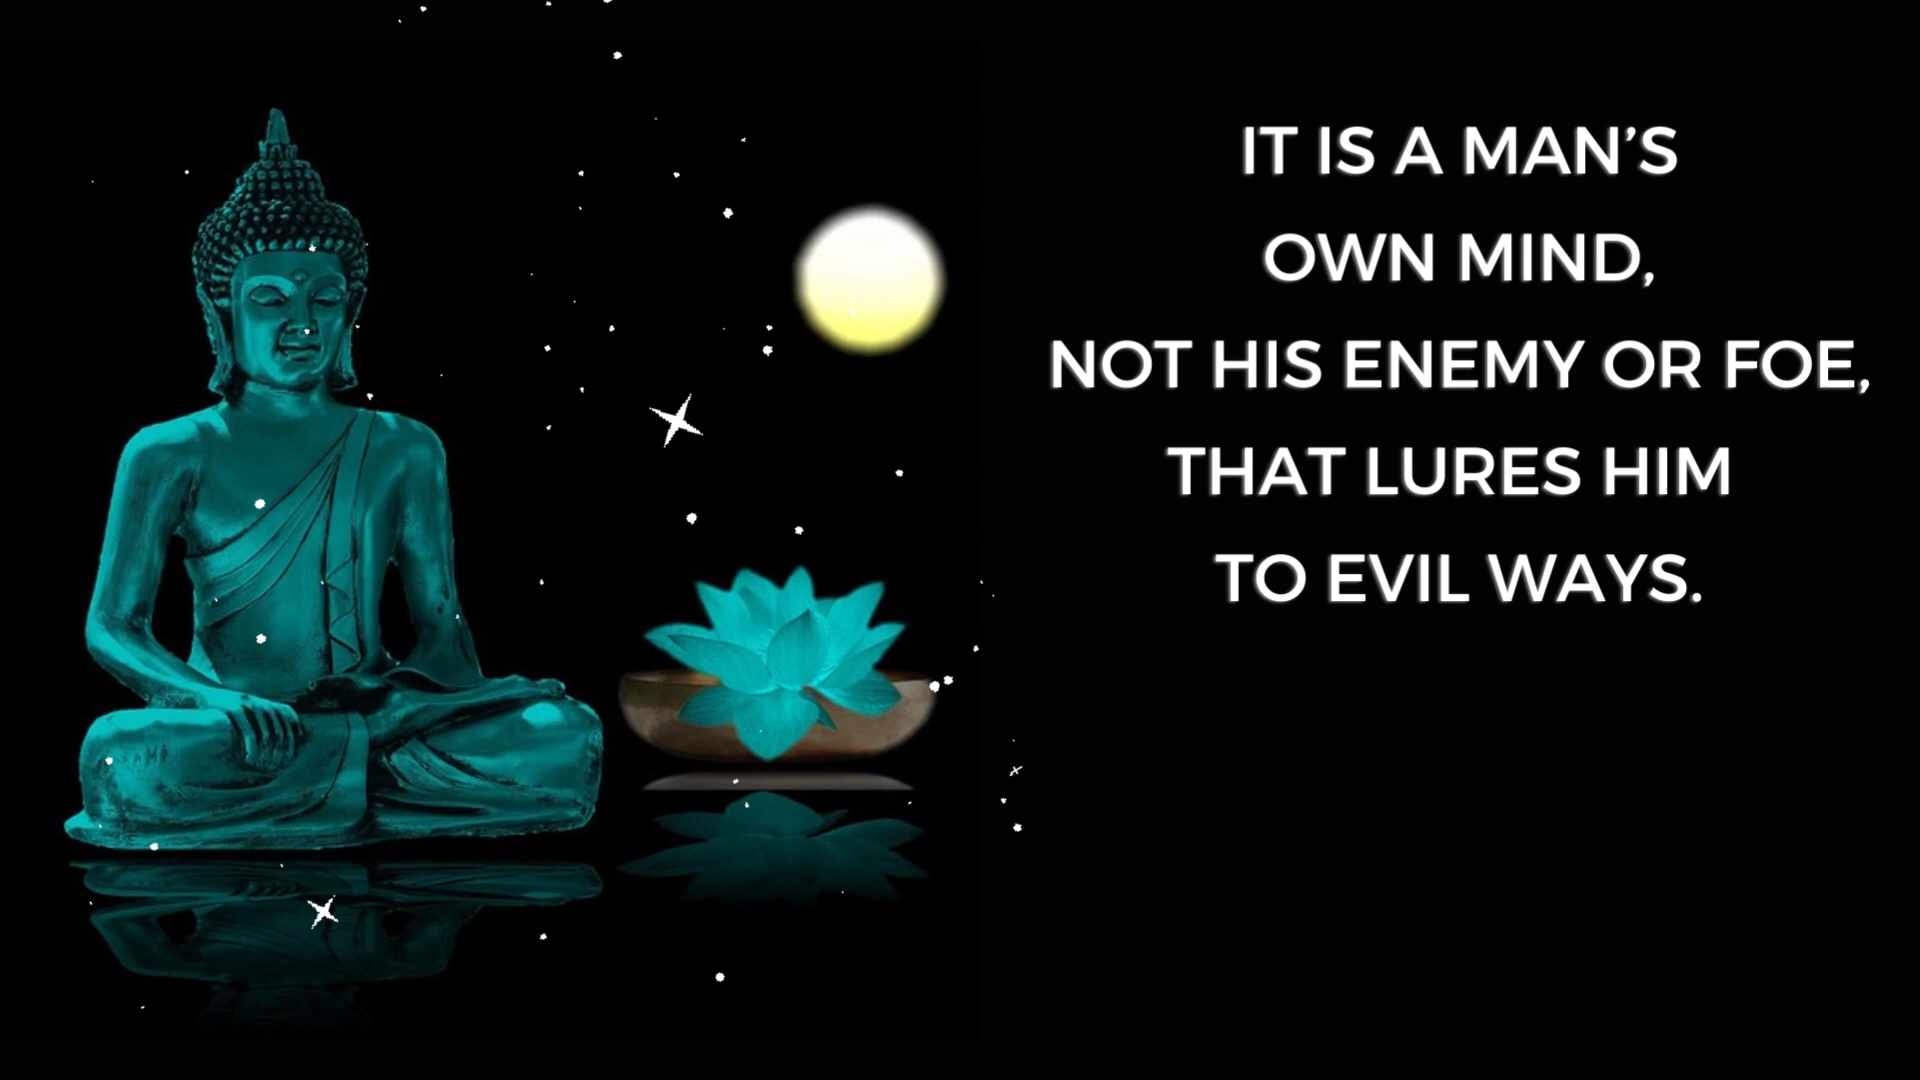 IT IS A MAN’S
OWN MIND,
NOT HIS ENEMY OR FOE,
THAT LURES HIM
TO EVIL WAYS.